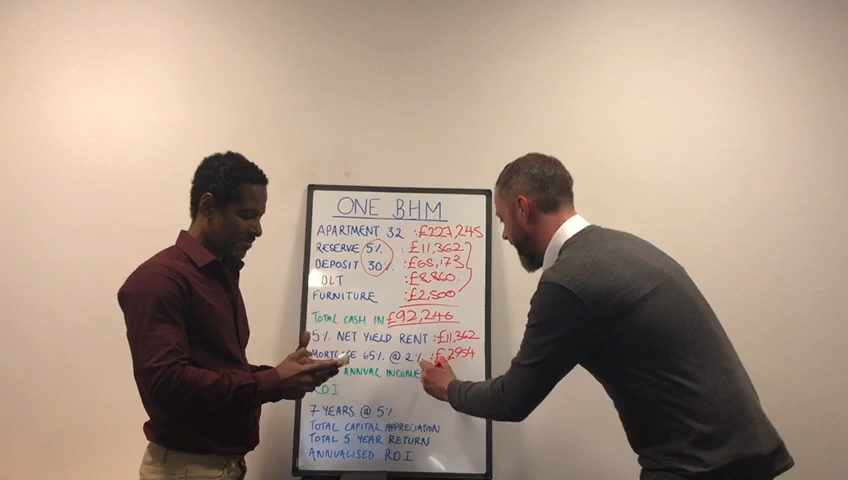 ONE BHM
APARTMENT 32 : £227,245
RESERVE 5% : £11,362
DEPOSIT 30% : £68,173
DLT : £8,860
FURNITURE : £2,500
TOTAL CASH IN £92,246
5% NET YIELD RENT : £11,362
MORTGAGE 65% @ 2% : £2954
ANNUAL INCOME
ROI
7 YEARS @ 5%
TOTAL CAPITAL APPRECIATION
TOTAL 5 YEAR RETURN
ANNUALISED ROI